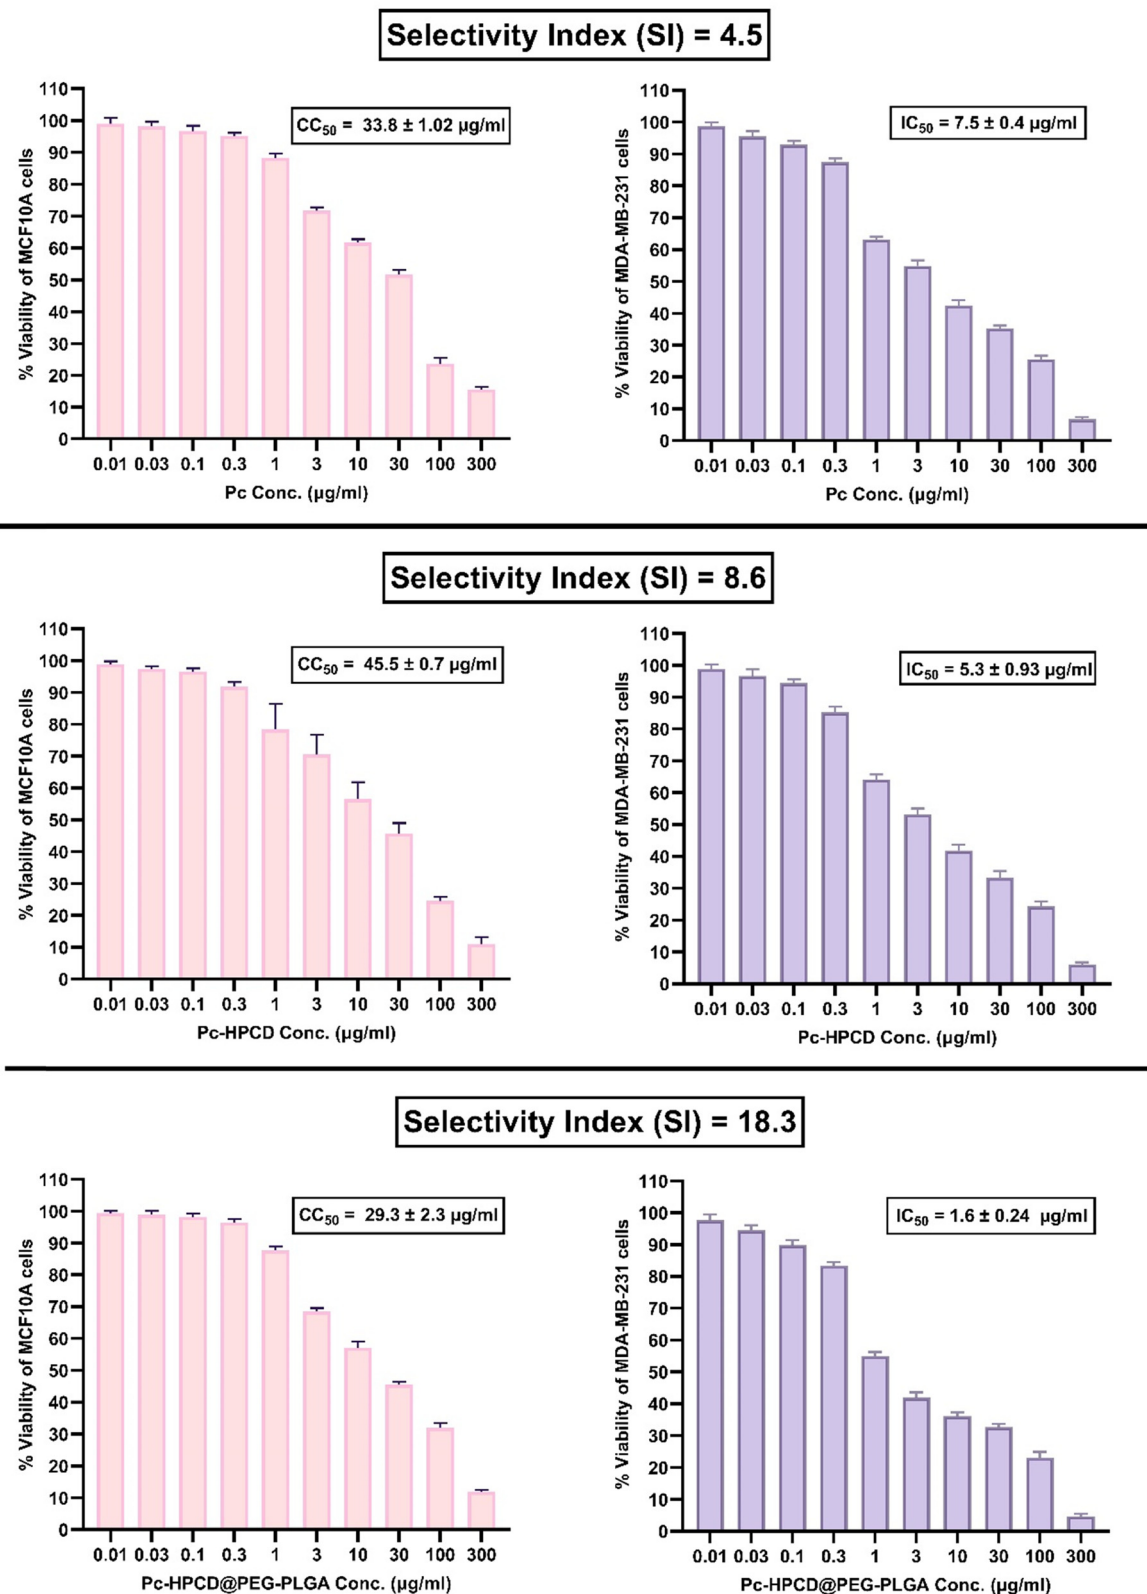 Selectivity Index (SI) = 4.5
% Viability of MCF10A cells
110
100
90
80
70
60
50
40
30
20
10
0
CC50 = 33.8 ± 1.02 µg/ml
0.01 0.03 0.1 0.3 1 3 10 30 100 300
Pc Conc. (µg/ml)
% Viability of MDA-MB-231 cells
110
100
90
80
70
60
50
40
30
20
10
0
IC50 = 7.5 ± 0.4 µg/ml
0.01 0.03 0.1 0.3 1 3 10 30 100 300
Pc Conc. (µg/ml)
Selectivity Index (SI) = 8.6
% Viability of MCF10A cells
110
100
90
80
70
60
50
40
30
20
10
0
CC50 = 45.5 ± 0.7 µg/ml
0.01 0.03 0.1 0.3 1 3 10 30 100 300
Pc-HPCD Conc. (µg/ml)
% Viability of MDA-MB-231 cells
110
100
90
80
70
60
50
40
30
20
10
0
IC50 = 5.3 ± 0.93 µg/ml
0.01 0.03 0.1 0.3 1 3 10 30 100 300
Pc-HPCD Conc. (µg/ml)
Selectivity Index (SI) = 18.3
% Viability of MCF10A cells
110
100
90
80
70
60
50
40
30
20
10
0
CC50 = 29.3 ± 2.3 µg/ml
0.01 0.03 0.1 0.3 1 3 10 30 100 300
Pc-HPCD@PEG-PLGA Conc. (µg/ml)
% Viability of MDA-MB-231 cells
110
100
90
80
70
60
50
40
30
20
10
0
IC50 = 1.6 ± 0.24 µg/ml
0.01 0.03 0.1 0.3 1 3 10 30 100 300
Pc-HPCD@PEG-PLGA Conc. (µg/ml)